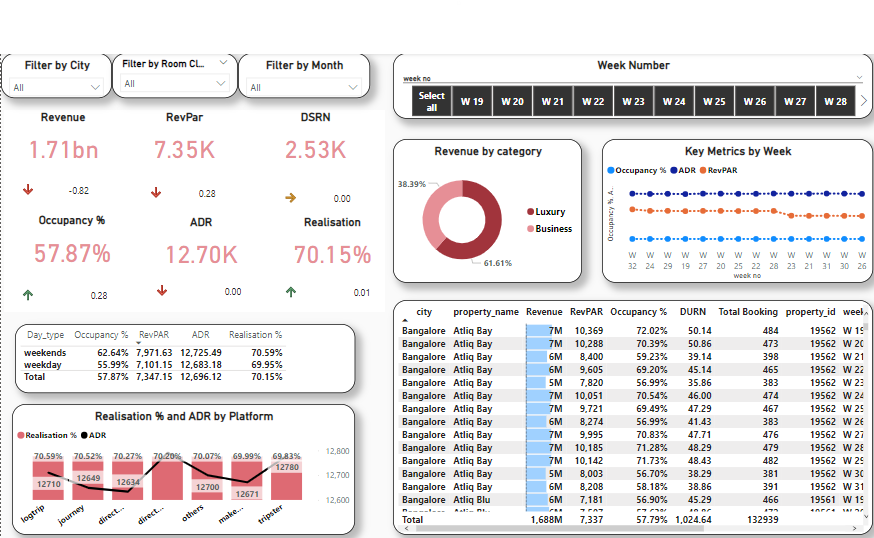 Filter by City
All
Filter by Room Cl...
All
Filter by Month
All
Week Number
week no
Select all
W 19
W 20
W 21
W 22
W 23
W 24
W 25
W 26
W 27
W 28
Revenue
1.71bn
-0.82
RevPar
7.35K
0.28
DSRN
2.53K
0.00
Occupancy %
57.87%
0.28
ADR
12.70K
0.00
Realisation
70.15%
0.01
Revenue by category
38.39%
61.61%
Luxury
Business
Key Metrics by Week
Occupancy % ADR RevPAR
Occupancy % A..
W W W W W W W W W W W W W W
32 24 29 19 27 20 25 22 28 23 21 31 30 26
week no
Day_type Occupancy % RevPAR ADR Realisation %
weekends 62.64% 7,971.63 12,725.49 70.59%
weekday 55.99% 7,101.15 12,683.18 69.95%
Total 57.87% 7,347.15 12,696.12 70.15%
Realisation % and ADR by Platform
Realisation % ADR
70.59% 70.52% 70.27% 70.20% 70.07% 69.99% 69.83%
12710 12649 12634 12700 12671 12780
12,800
12,700
12,600
logtrip journey direct... direct... others make... tripster
city property_name Revenue RevPAR Occupancy % DURN Total Booking property_id week
Bangalore Atliq Bay 7M 10,369 72.02% 50.14 484 19562 W 19
Bangalore Atliq Bay 7M 10,288 70.39% 50.86 473 19562 W 20
Bangalore Atliq Bay 6M 8,400 59.23% 39.14 398 19562 W 21
Bangalore Atliq Bay 6M 9,605 69.20% 45.14 465 19562 W 22
Bangalore Atliq Bay 5M 7,820 56.99% 35.86 383 19562 W 23
Bangalore Atliq Bay 7M 10,051 70.54% 46.00 474 19562 W 24
Bangalore Atliq Bay 7M 9,721 69.49% 47.29 467 19562 W 25
Bangalore Atliq Bay 6M 8,274 56.99% 41.43 383 19562 W 26
Bangalore Atliq Bay 7M 9,995 70.83% 47.71 476 19562 W 27
Bangalore Atliq Bay 7M 10,185 71.28% 48.29 479 19562 W 28
Bangalore Atliq Bay 7M 10,142 71.73% 48.43 482 19562 W 29
Bangalore Atliq Bay 5M 8,003 56.70% 38.29 381 19562 W 30
Bangalore Atliq Bay 6M 8,208 58.18% 38.86 391 19562 W 31
Bangalore Atliq Blu 6M 7,181 56.90% 45.29 466 19561 W 19
Total 1,688M 7,337 57.79% 1,024.64 132939